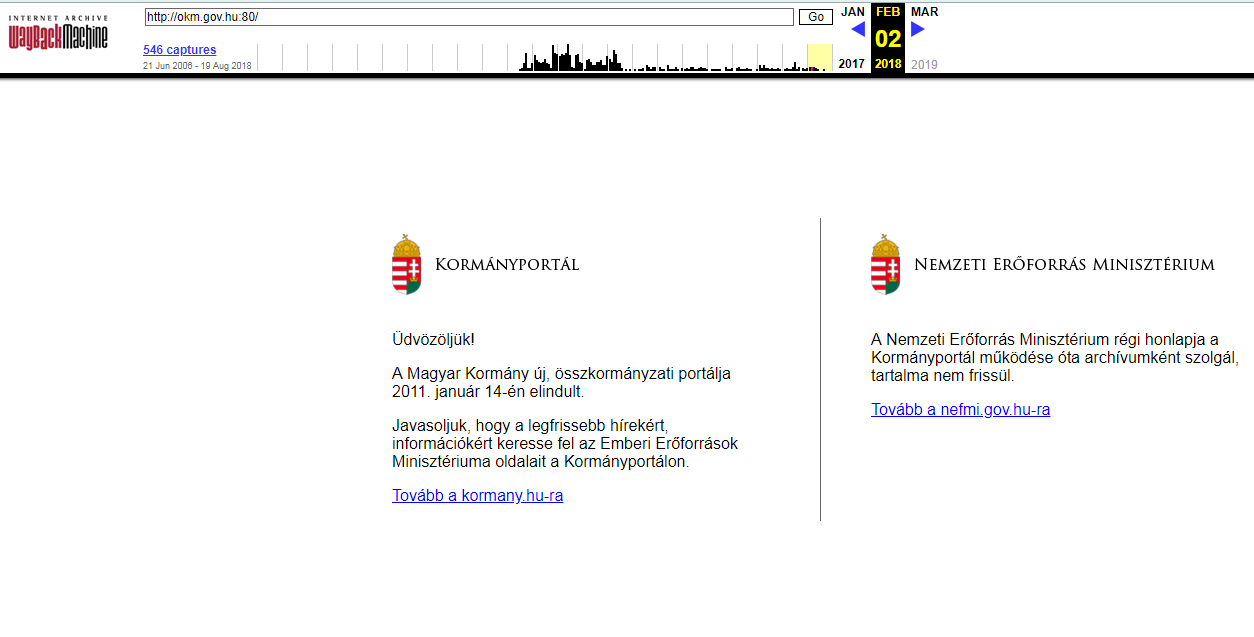 INTERNET ARCHIVE
WayBackMachine
http://okm.gov.hu:80/
Go
JAN
FEB
MAR
546 captures
02
21 Jun 2006 - 19 Aug 2018
2017
2018
2019
Kormányportál
Üdvözöljük!
A Magyar Kormány új, összkormányzati portálja
2011. január 14-én elindult.
Javasoljuk, hogy a legfrissebb hírekért,
információkért keresse fel az Emberi Erőforrások
Minisztériuma oldalait a Kormányportálon.
Tovább a kormany.hu-ra
Nemzeti Erőforrás Minisztérium
A Nemzeti Erőforrás Minisztérium régi honlapja a
Kormányportál működése óta archívumként szolgál,
tartalma nem frissül.
Tovább a nefmi.gov.hu-ra